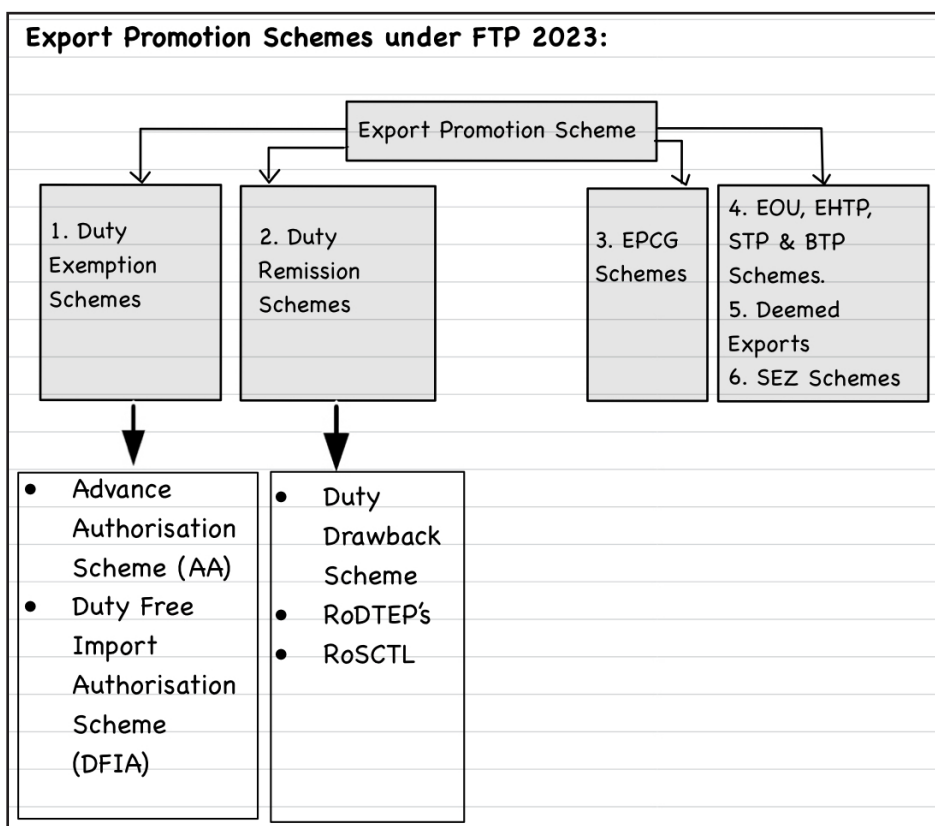 Export Promotion Schemes under FTP 2023:
Export Promotion Scheme
1. Duty
Exemption
Schemes
2. Duty
Remission
Schemes
3. EPCG
Schemes
4. EOU, EHTP,
STP & BTP
Schemes.
5. Deemed
Exports
6. SEZ Schemes
• Advance
Authorisation
Scheme (AA)
• Duty Free
Import
Authorisation
Scheme
(DFIA)
• Duty
Drawback
Scheme
• RoDTEP's
• RoSCTL